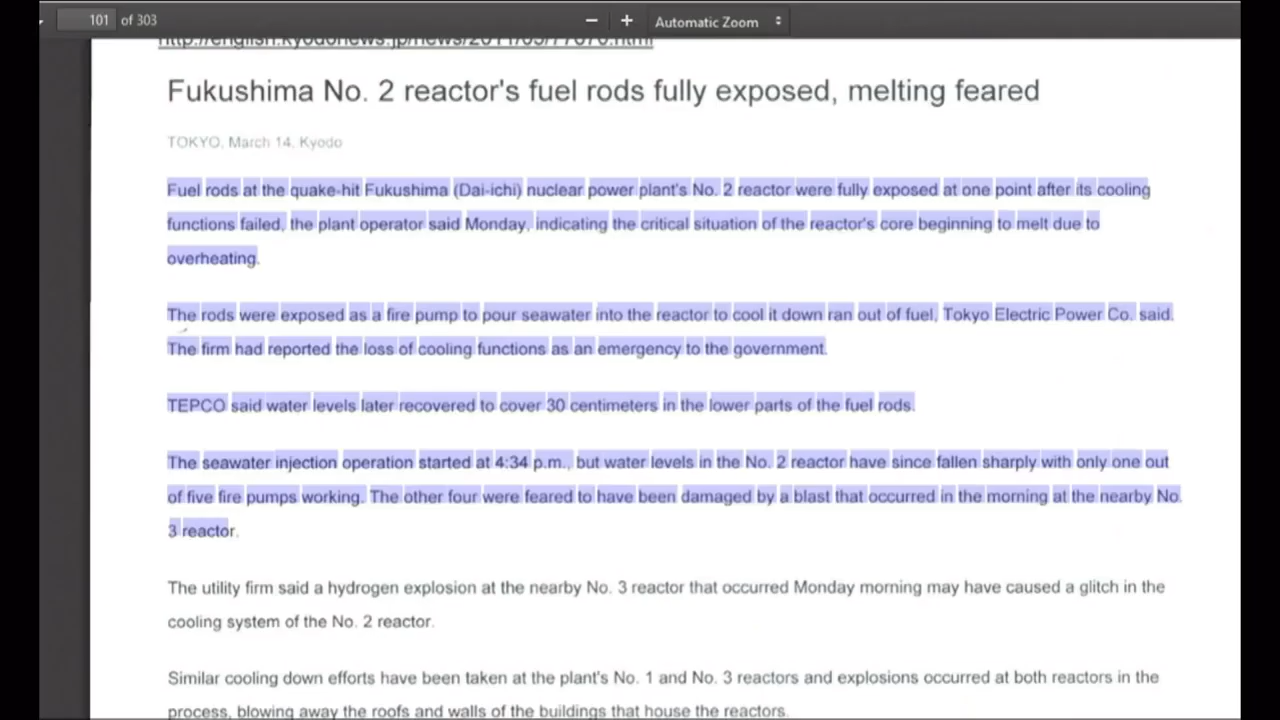 101 of 303
Automatic Zoom
http://english.kyodonews.jp/news/2011/03/77070.html
Fukushima No. 2 reactor's fuel rods fully exposed, melting feared
TOKYO, March 14, Kyodo
Fuel rods at the quake-hit Fukushima (Dai-ichi) nuclear power plant's No. 2 reactor were fully exposed at one point after its cooling
functions failed, the plant operator said Monday, indicating the critical situation of the reactor's core beginning to melt due to
overheating.
The rods were exposed as a fire pump to pour seawater into the reactor to cool it down ran out of fuel, Tokyo Electric Power Co. said.
The firm had reported the loss of cooling functions as an emergency to the government.
TEPCO said water levels later recovered to cover 30 centimeters in the lower parts of the fuel rods.
The seawater injection operation started at 4:34 p.m., but water levels in the No. 2 reactor have since fallen sharply with only one out
of five fire pumps working. The other four were feared to have been damaged by a blast that occurred in the morning at the nearby No.
3 reactor.
The utility firm said a hydrogen explosion at the nearby No. 3 reactor that occurred Monday morning may have caused a glitch in the
cooling system of the No. 2 reactor.
Similar cooling down efforts have been taken at the plant's No. 1 and No. 3 reactors and explosions occurred at both reactors in the
process, blowing away the roofs and walls of the buildings that house the reactors.